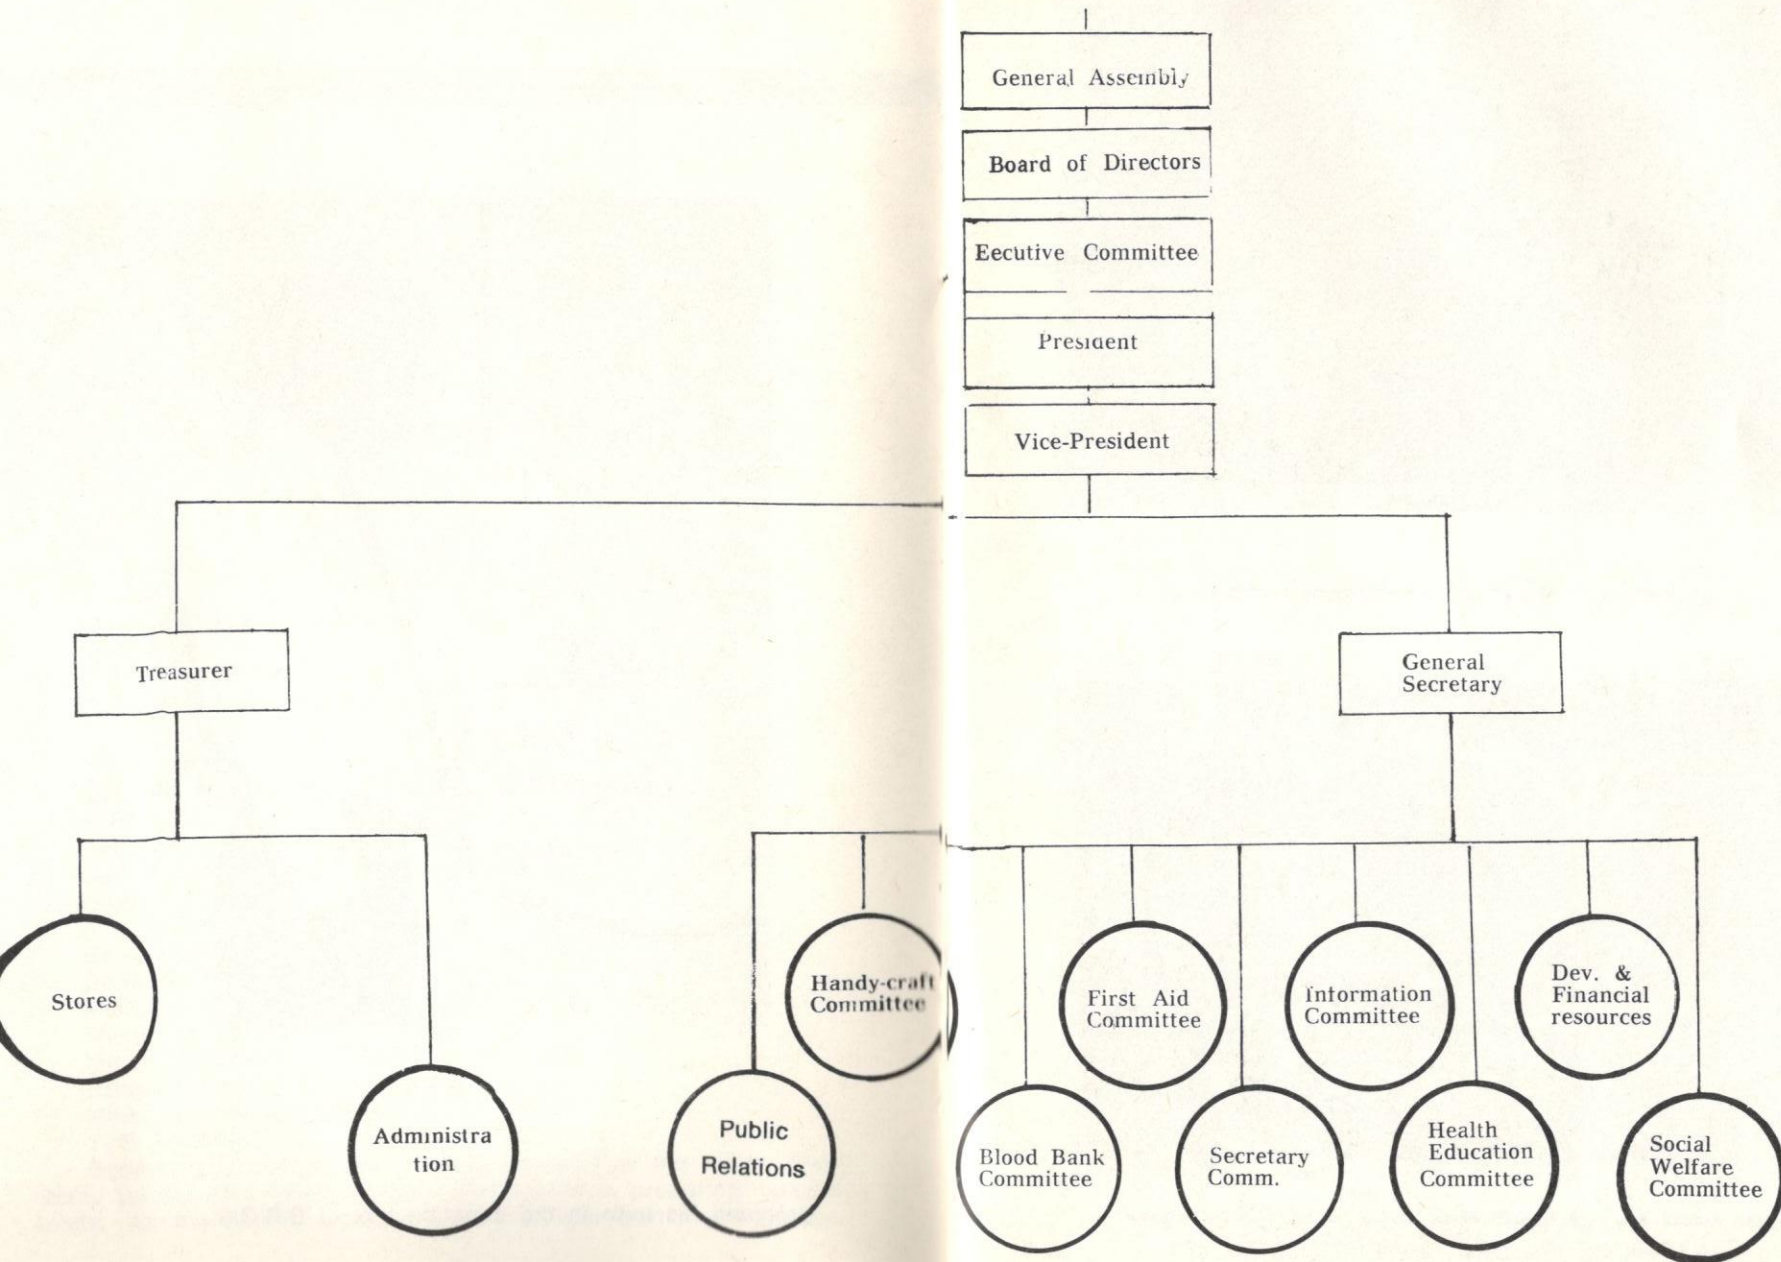 General Assembly
Board of Directors
Eecutive Committee
President
Vice-President
Treasurer
General
Secretary
Stores
Administra
tion
Public
Relations
Handy-craft
Committee
Blood Bank
Committee
First Aid
Committee
Secretary
Comm.
Information
Committee
Health
Education
Committee
Dev. &
Financial
resources
Social
Welfare
Committee